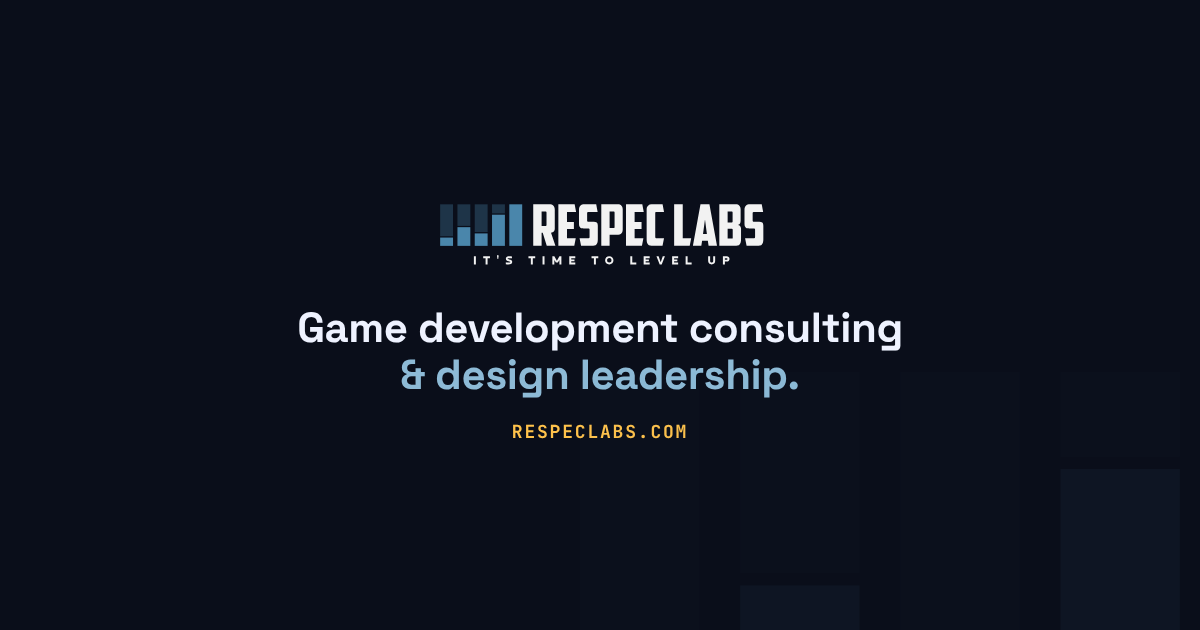 RESPEC LABS
IT'S TIME TO LEVEL UP
Game development consulting
& design leadership.
RESPECLABS.COM